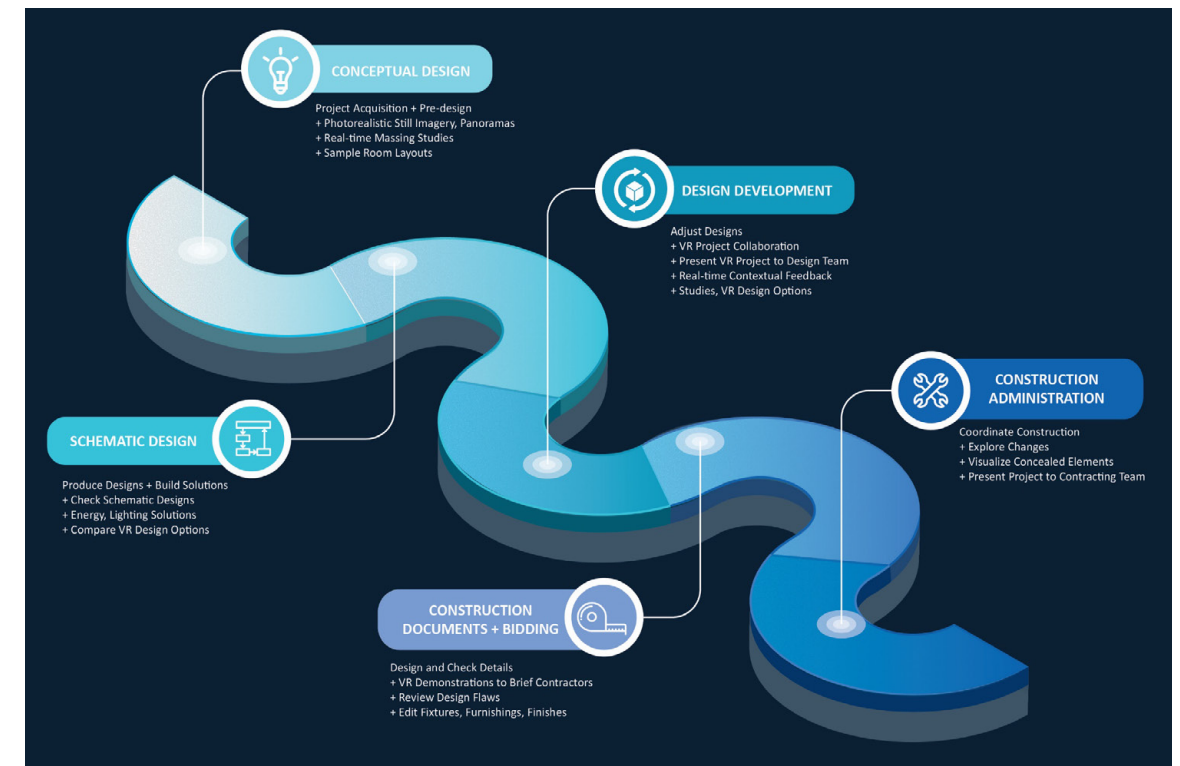 CONCEPTUAL DESIGN
Project Acquisition + Pre-design
+ Photorealistic Still Imagery, Panoramas
+ Real-time Massing Studies
+ Sample Room Layouts
DESIGN DEVELOPMENT
Adjust Designs
+ VR Project Collaboration
+ Present VR Project to Design Team
+ Real-time Contextual Feedback
+ Studies, VR Design Options
CONSTRUCTION
ADMINISTRATION
Coordinate Construction
+ Explore Changes
+ Visualize Concealed Elements
+ Present Project to Contracting Team
SCHEMATIC DESIGN
Produce Designs + Build Solutions
+ Check Schematic Designs
+ Energy, Lighting Solutions
+ Compare VR Design Options
CONSTRUCTION
DOCUMENTS + BIDDING
Design and Check Details
+ VR Demonstrations to Brief Contractors
+ Review Design Flaws
+ Edit Fixtures, Furnishings, Finishes